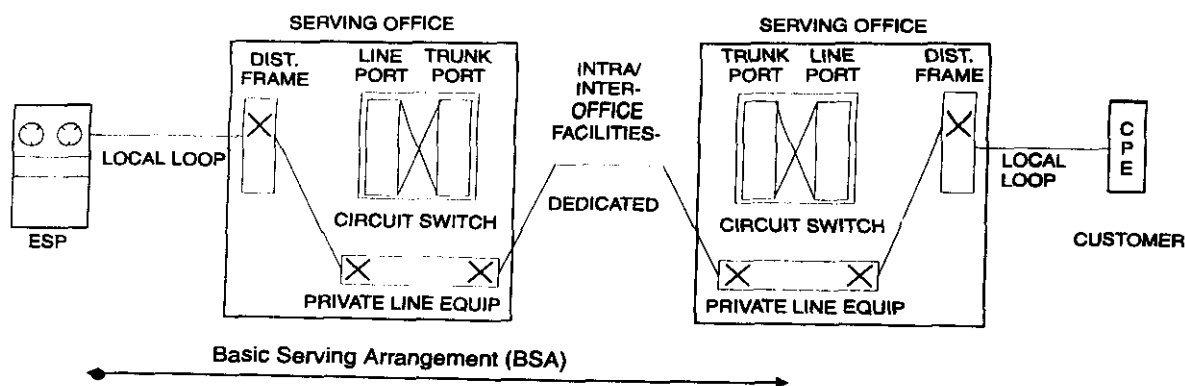 SERVING OFFICE
DIST.
FRAME
LINE
PORT
TRUNK
PORT
LOCAL LOOP
ESP
CIRCUIT SWITCH
PRIVATE LINE EQUIP
INTRA/
INTER-
OFFICE
FACILITIES-
DEDICATED
SERVING OFFICE
TRUNK
PORT
LINE
PORT
DIST.
FRAME
CIRCUIT SWITCH
PRIVATE LINE EQUIP
LOCAL
LOOP
C
P
E
CUSTOMER
Basic Serving Arrangement (BSA)